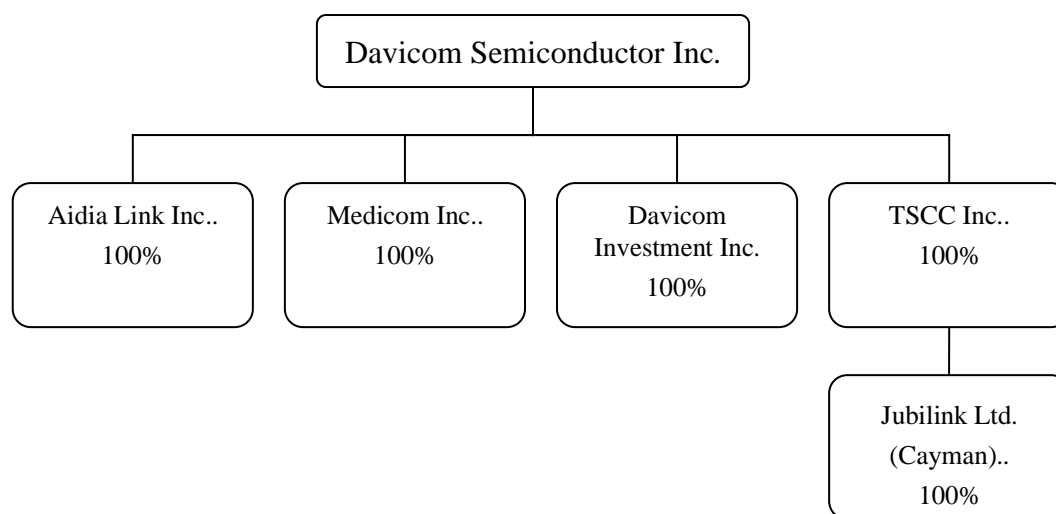 Davicom Semiconductor Inc.
Aidia Link Inc..
100%
Medicom Inc..
100%
Davicom
Investment Inc.
100%
TSCC Inc..
100%
Jubilink Ltd.
(Cayman)..
100%